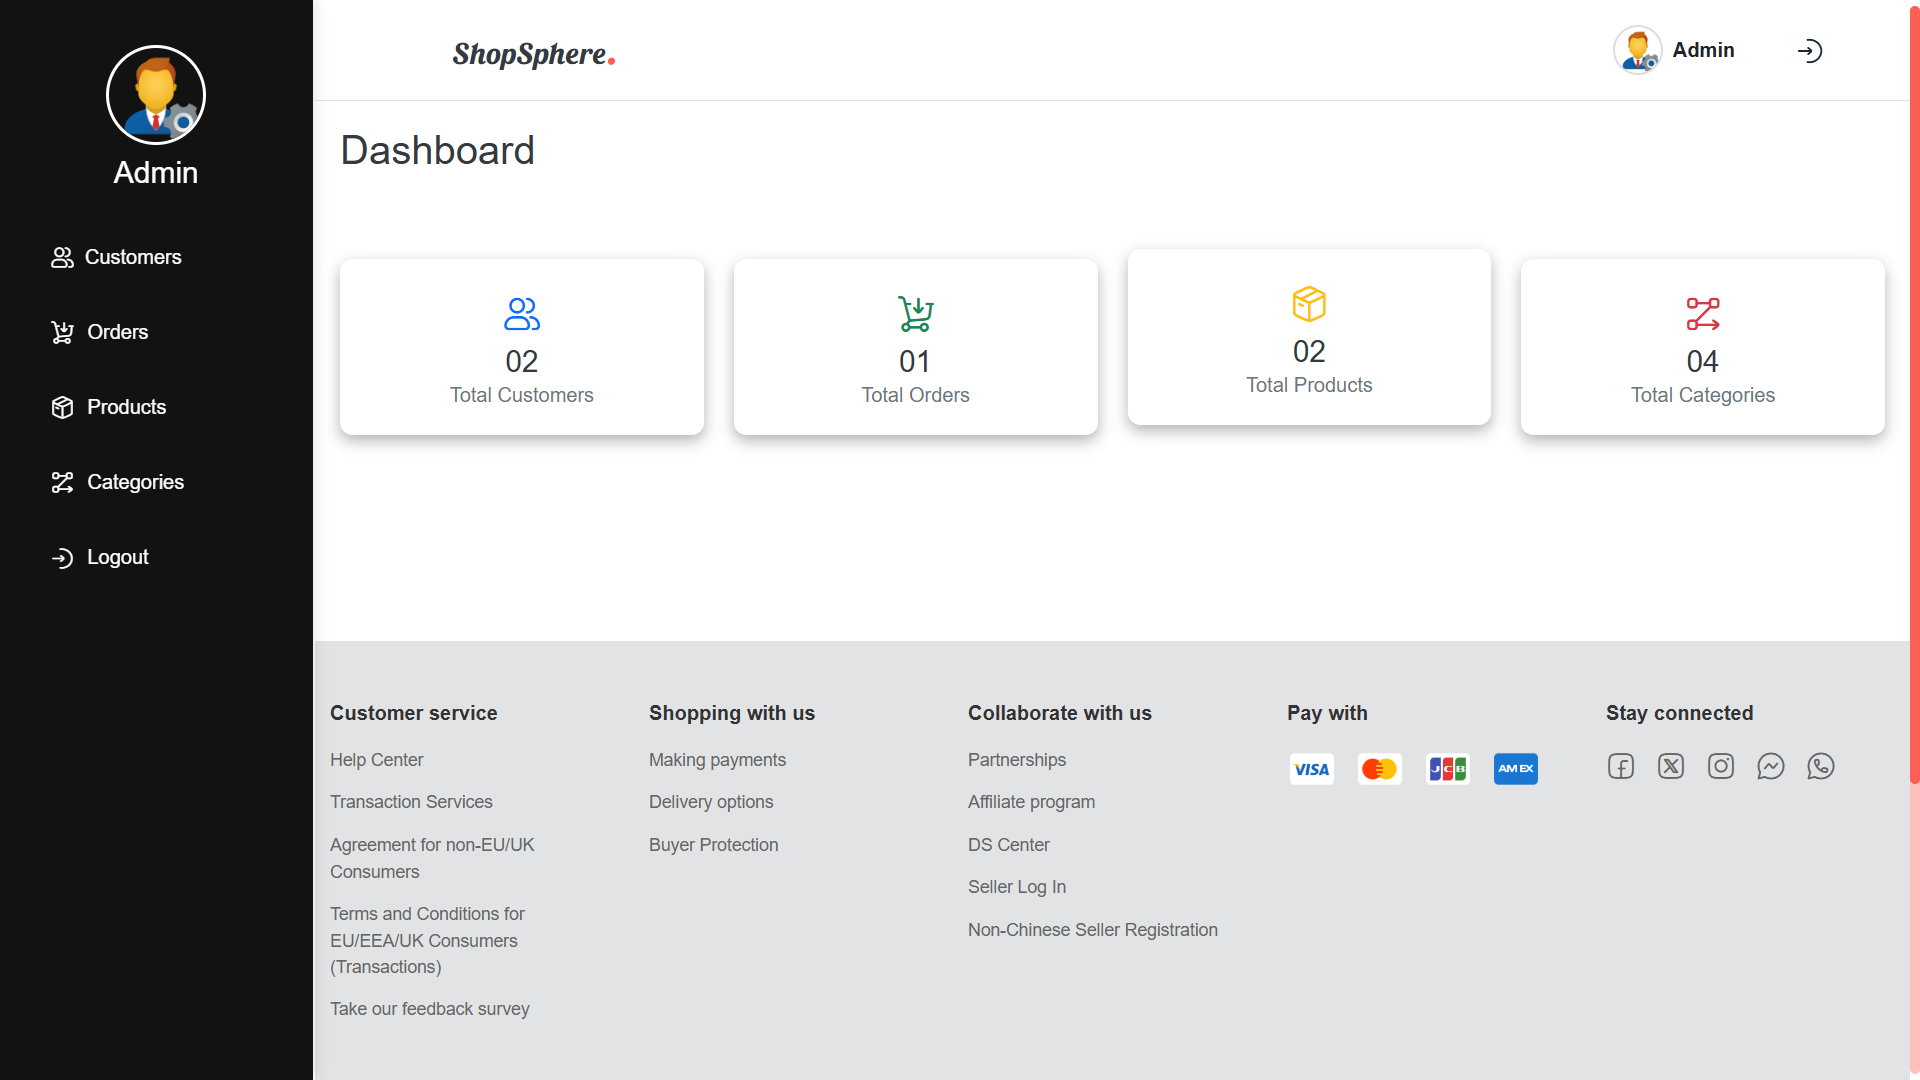 Admin
Customers
Orders
Products
Categories
Logout
ShopSphere.
Admin
Dashboard
02
Total Customers
01
Total Orders
02
Total Products
04
Total Categories
Customer service
Help Center
Transaction Services
Agreement for non-EU/UK
Consumers
Terms and Conditions for
EU/EEA/UK Consumers
(Transactions)
Take our feedback survey
Shopping with us
Making payments
Delivery options
Buyer Protection
Collaborate with us
Partnerships
Affiliate program
DS Center
Seller Log In
Non-Chinese Seller Registration
Pay with
VISA
JCB
AMEX
Stay connected